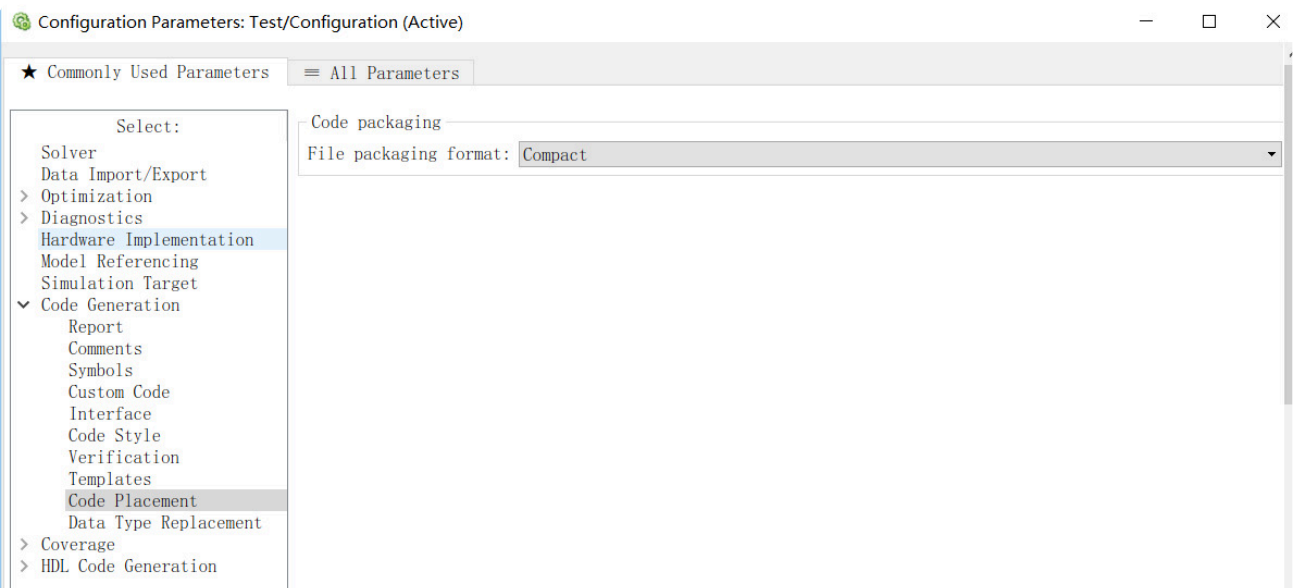 Configuration Parameters: Test/Configuration (Active)
★ Commonly Used Parameters
≡ All Parameters
Select:
Solver
Data Import/Export
> Optimization
> Diagnostics
Hardware Implementation
Model Referencing
Simulation Target
Code Generation
Report
Comments
Symbols
Custom Code
Interface
Code Style
Verification
Templates
Code Placement
Data Type Replacement
> Coverage
> HDL Code Generation
Code packaging
File packaging format: Compact